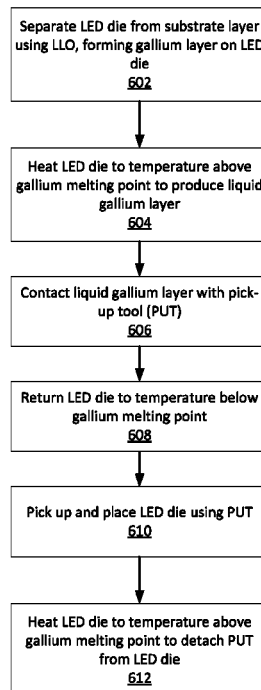 Separate LED die from substrate layer
using LLO, forming gallium layer on LED
die
602
Heat LED die to temperature above
gallium melting point to produce liquid
gallium layer
604
Contact liquid gallium layer with pick-
up tool (PUT)
606
Return LED die to temperature below
gallium melting point
608
Pick up and place LED die using PUT
610
Heat LED die to temperature above
gallium melting point to detach PUT
from LED die
612